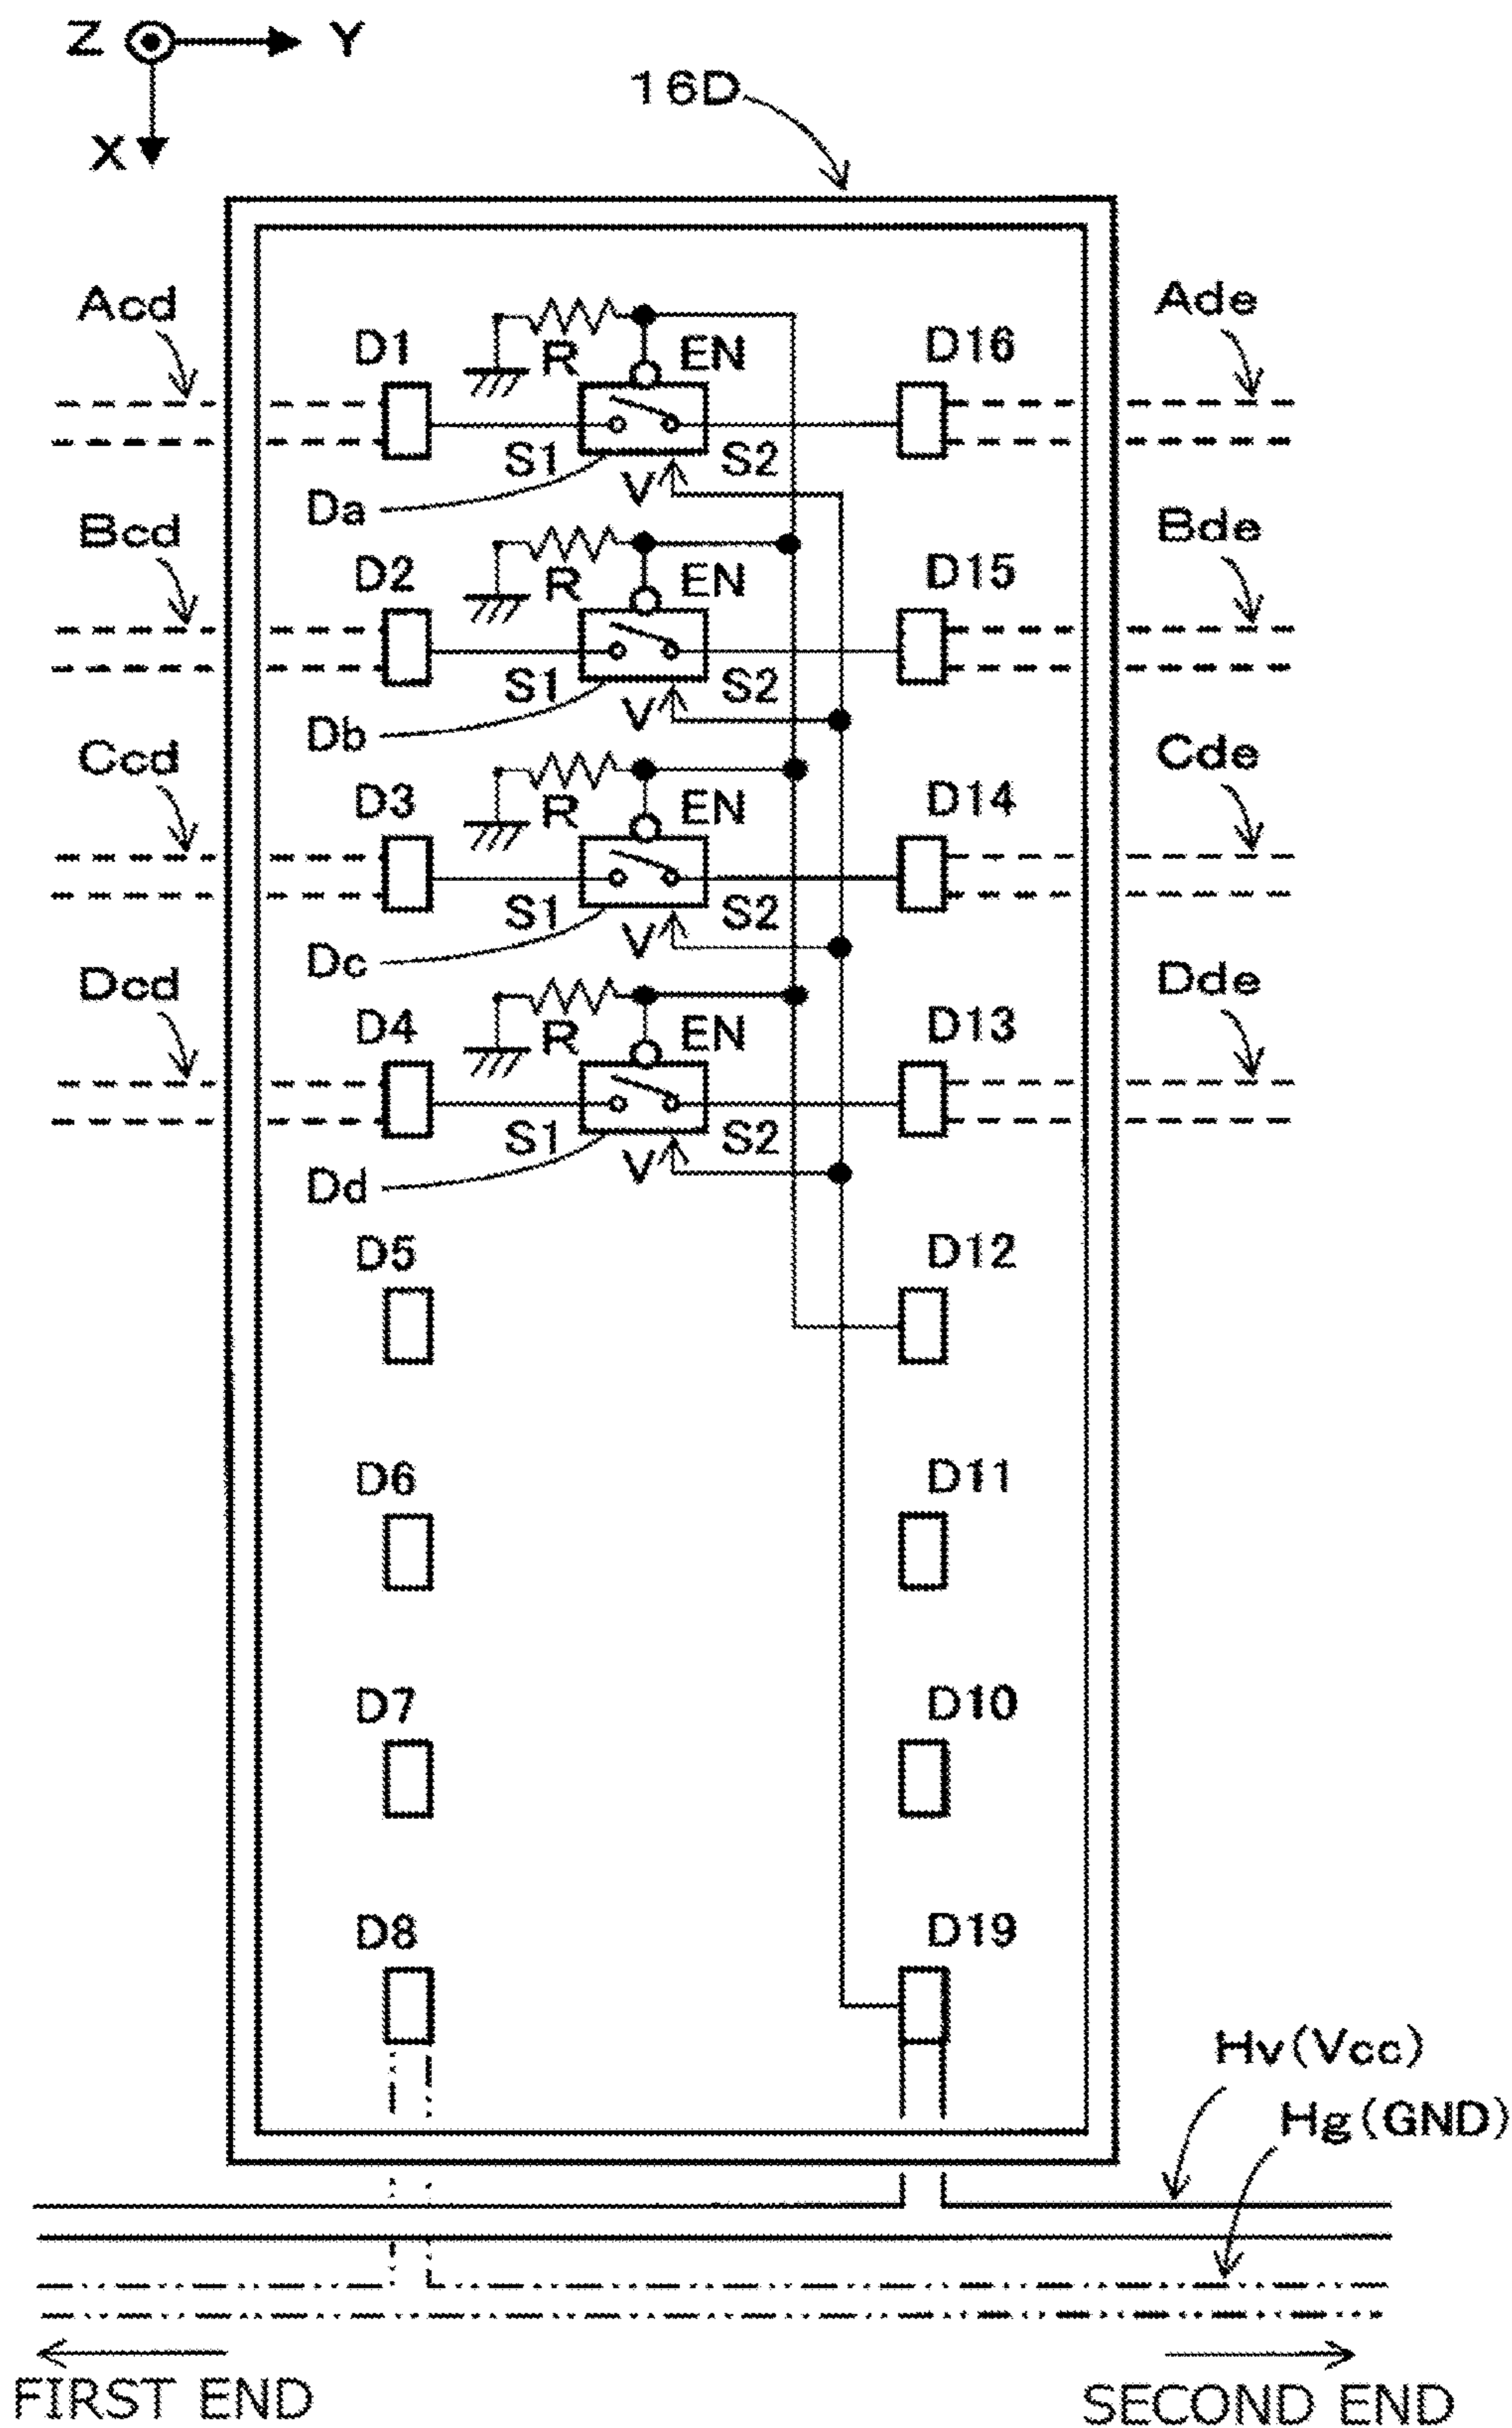 Z Y
X
16D
Acd Ade
D1 R EN D16
S1 V S2
Da
Bcd Bde
D2 R EN D15
S1 V S2
Db
Ccd Cde
D3 R EN D14
S1 V S2
Dc
Dcd Dde
D4 R EN D13
S1 V S2
Dd
D5 D12
D6 D11
D7 D10
D8 D19
Hv(Vcc)
Hg(GND)
FIRST END SECOND END